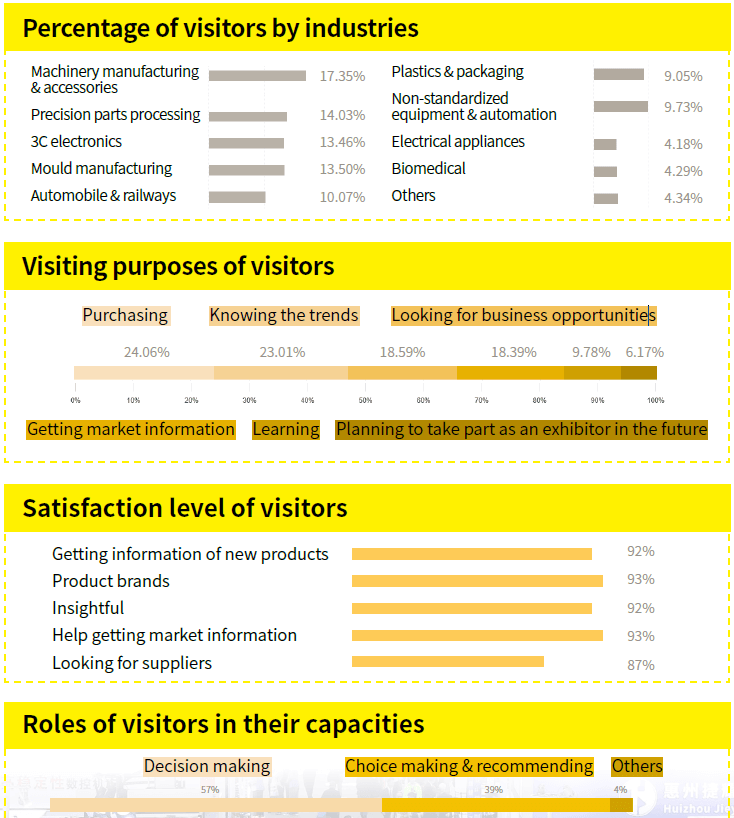 Percentage of visitors by industries
Machinery manufacturing
& accessories
17.35%
Precision parts processing
14.03%
3C electronics
13.46%
Mould manufacturing
13.50%
Automobile & railways
10.07%
Plastics & packaging
9.05%
Non-standardized
equipment & automation
9.73%
Electrical appliances
4.18%
Biomedical
4.29%
Others
4.34%
Visiting purposes of visitors
Purchasing Knowing the trends Looking for business opportunities
24.06% 23.01% 18.59% 18.39% 9.78% 6.17%
0% 10% 20% 30% 40% 50% 60% 70% 80% 90% 100%
Getting market information Learning Planning to take part as an exhibitor in the future
Satisfaction level of visitors
Getting information of new products 92%
Product brands 93%
Insightful 92%
Help getting market information 93%
Looking for suppliers 87%
Roles of visitors in their capacities
Decision making Choice making & recommending Others
57% 39% 4%
惠州
Huizhou